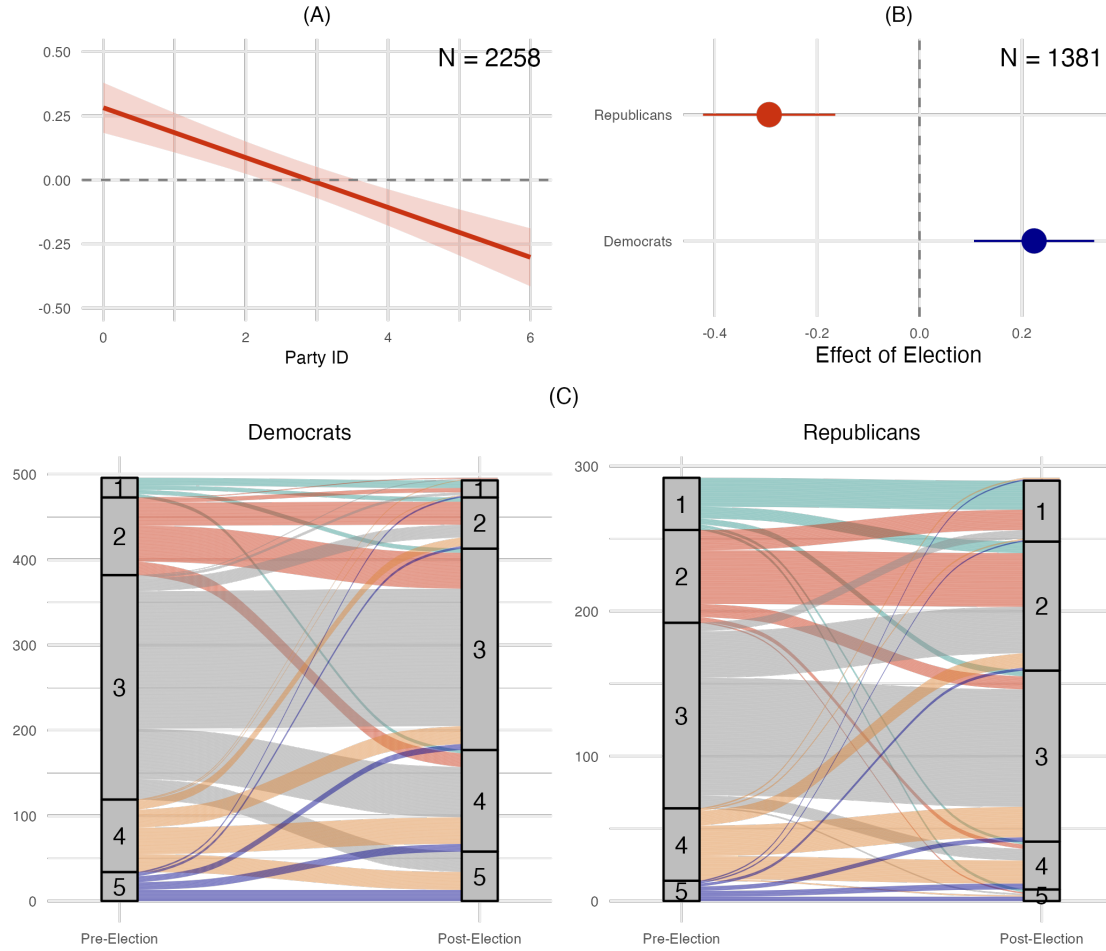 (A)
N = 2258
0.50
0.25
0.00
-0.25
-0.50
0
2
4
6
Party ID
(B)
N = 1381
Republicans
Democrats
-0.4
-0.2
0.0
0.2
Effect of Election
(C)
Democrats
500
400
300
200
100
0
1
2
3
4
5
1
2
3
4
5
Pre-Election
Post-Election
Republicans
300
200
100
0
1
2
3
4
5
1
2
3
4
5
Pre-Election
Post-Election